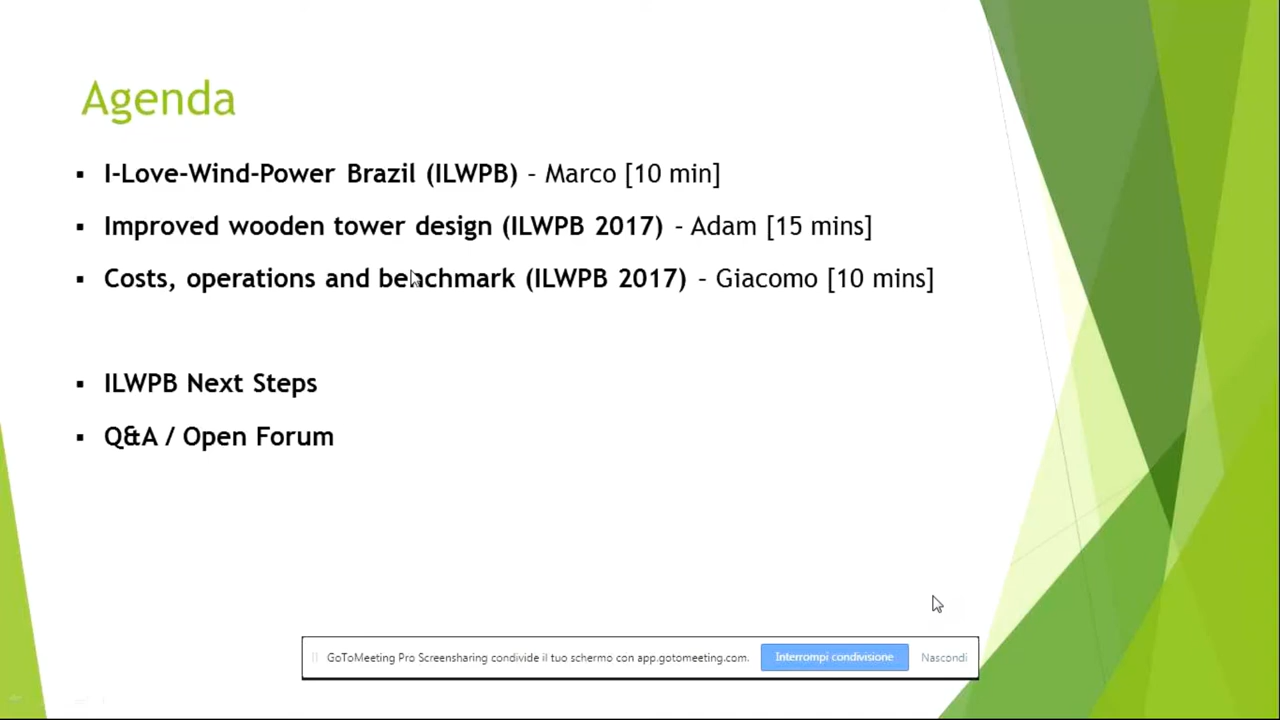 Agenda
▪ I-Love-Wind-Power Brazil (ILWPB) – Marco [10 min]
▪ Improved wooden tower design (ILWPB 2017) – Adam [15 mins]
▪ Costs, operations and benchmark (ILWPB 2017) – Giacomo [10 mins]
▪ ILWPB Next Steps
▪ Q&A / Open Forum
GoToMeeting Pro Screensharing condivide il tuo schermo con app.gotomeeting.com. Interrompi condivisione Nascondi